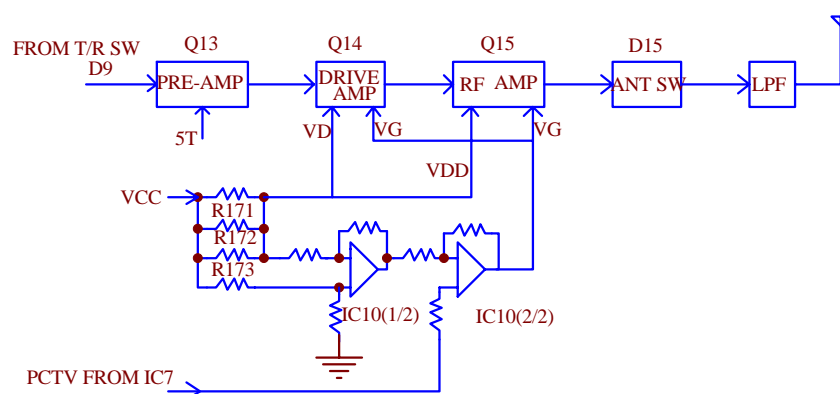 FROM T/R SW
D9
Q13
Q14
Q15
D15
PRE-AMP
DRIVE
AMP
RF AMP
ANT SW
LPF
5T
VD
VG
VDD
VG
VCC
R171
R172
R173
IC10(1/2)
IC10(2/2)
PCTV FROM IC7